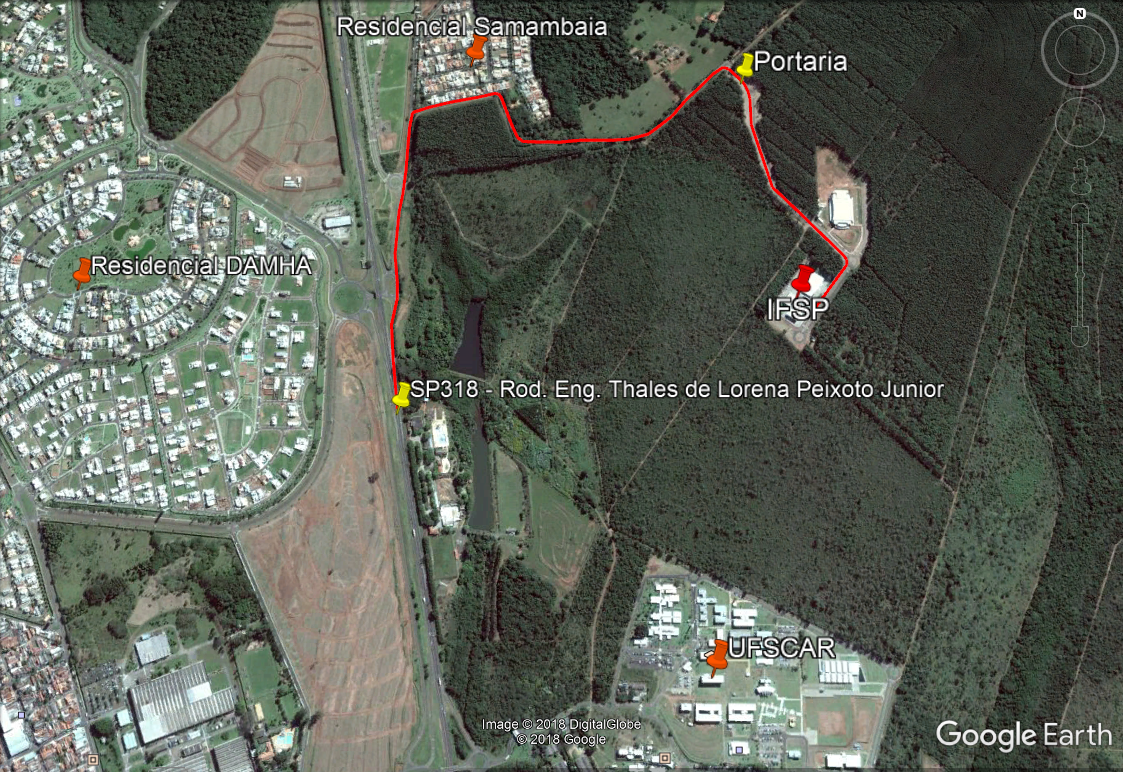 Residencial Samambaia
N
Portaria
Residencial DAMHA
IFSP
SP318 - Rod. Eng. Thales de Lorena Peixoto Junior
UFSCAR
Image © 2018 DigitalGlobe
© 2018 Google
Google Earth